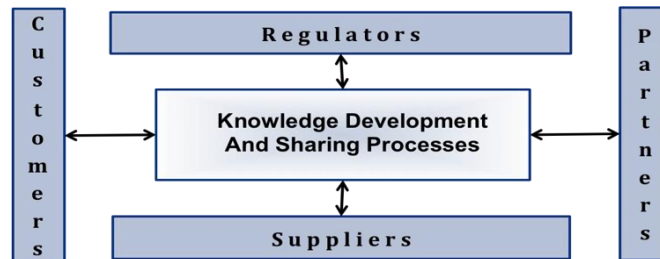 Regulators
Customers
Knowledge Development
And Sharing Processes
Partners
Suppliers